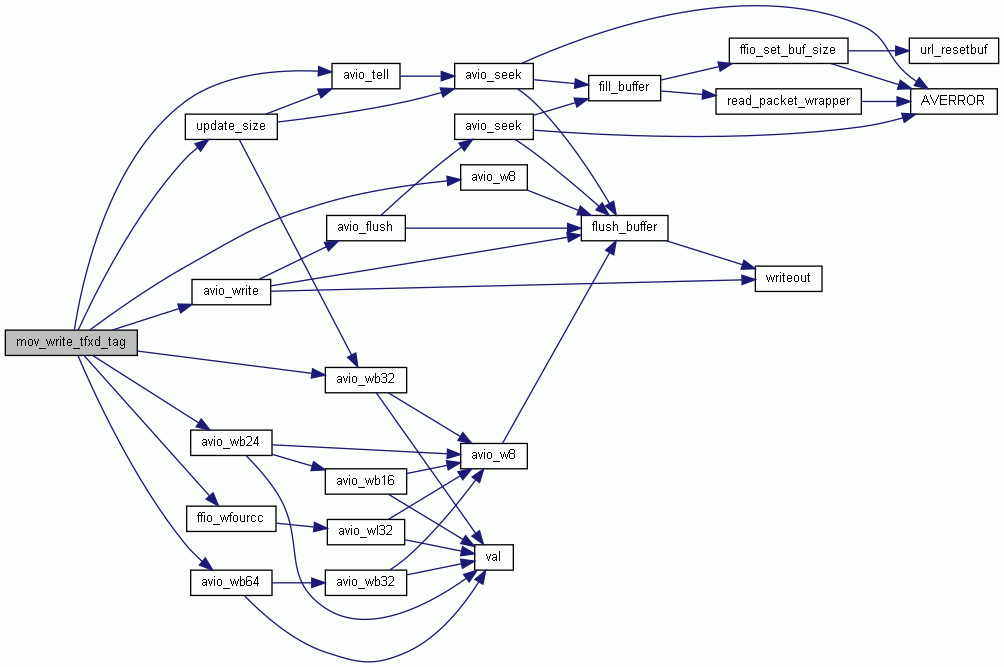 mov_write_tfxd_tag
avio_tell
update_size
avio_write
avio_flush
avio_seek
avio_seek
avio_w8
fill_buffer
ffio_set_buf_size
url_resetbuf
read_packet_wrapper
AVERROR
flush_buffer
writeout
avio_wb32
avio_wb24
avio_wb16
avio_w8
ffio_wfourcc
avio_wl32
val
avio_wb64
avio_wb32